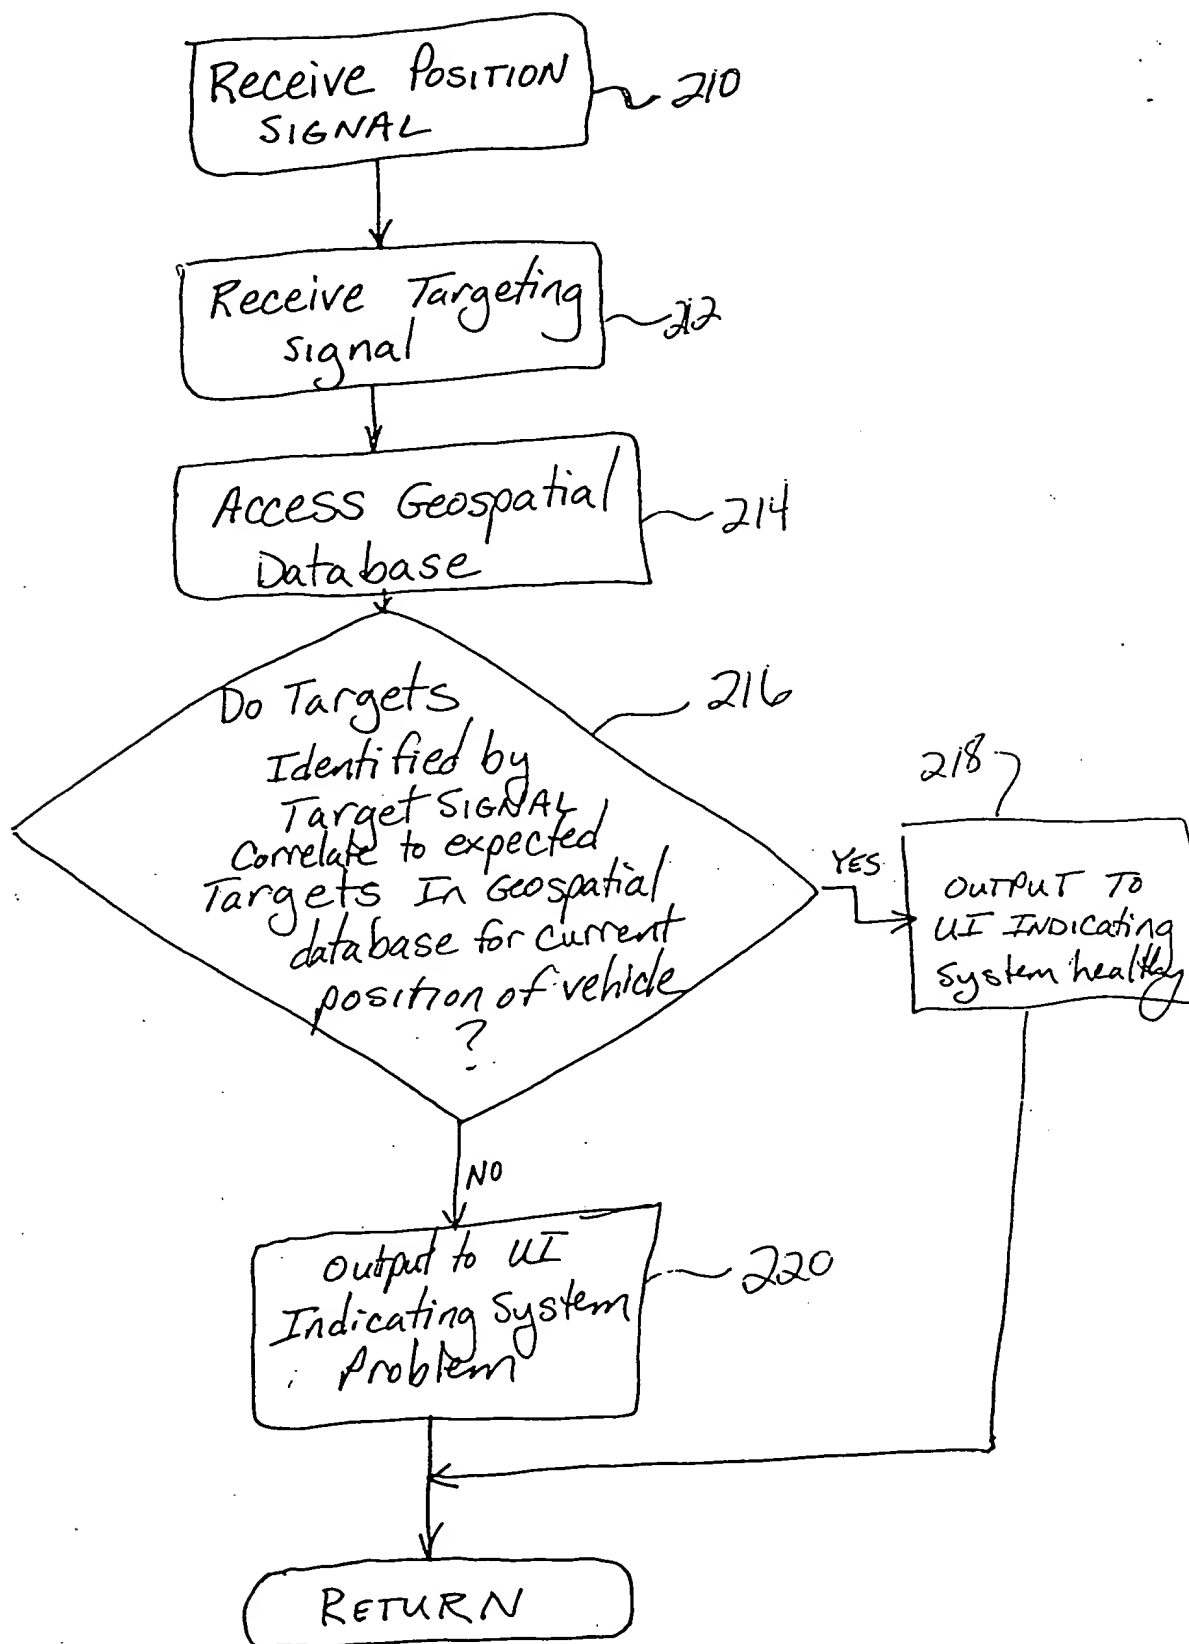 Receive POSITION
SIGNAL
210
Receive Targeting
Signal
212
Access Geospatial
Database
214
Do Targets
Identified by
Target SIGNAL
Correlate to expected
Targets In Geospatial
database for current
position of vehicle
?
216
YES
218
OUTPUT TO
UI INDICATING
System healthy
NO
Output to UI
Indicating System
Problem
220
RETURN